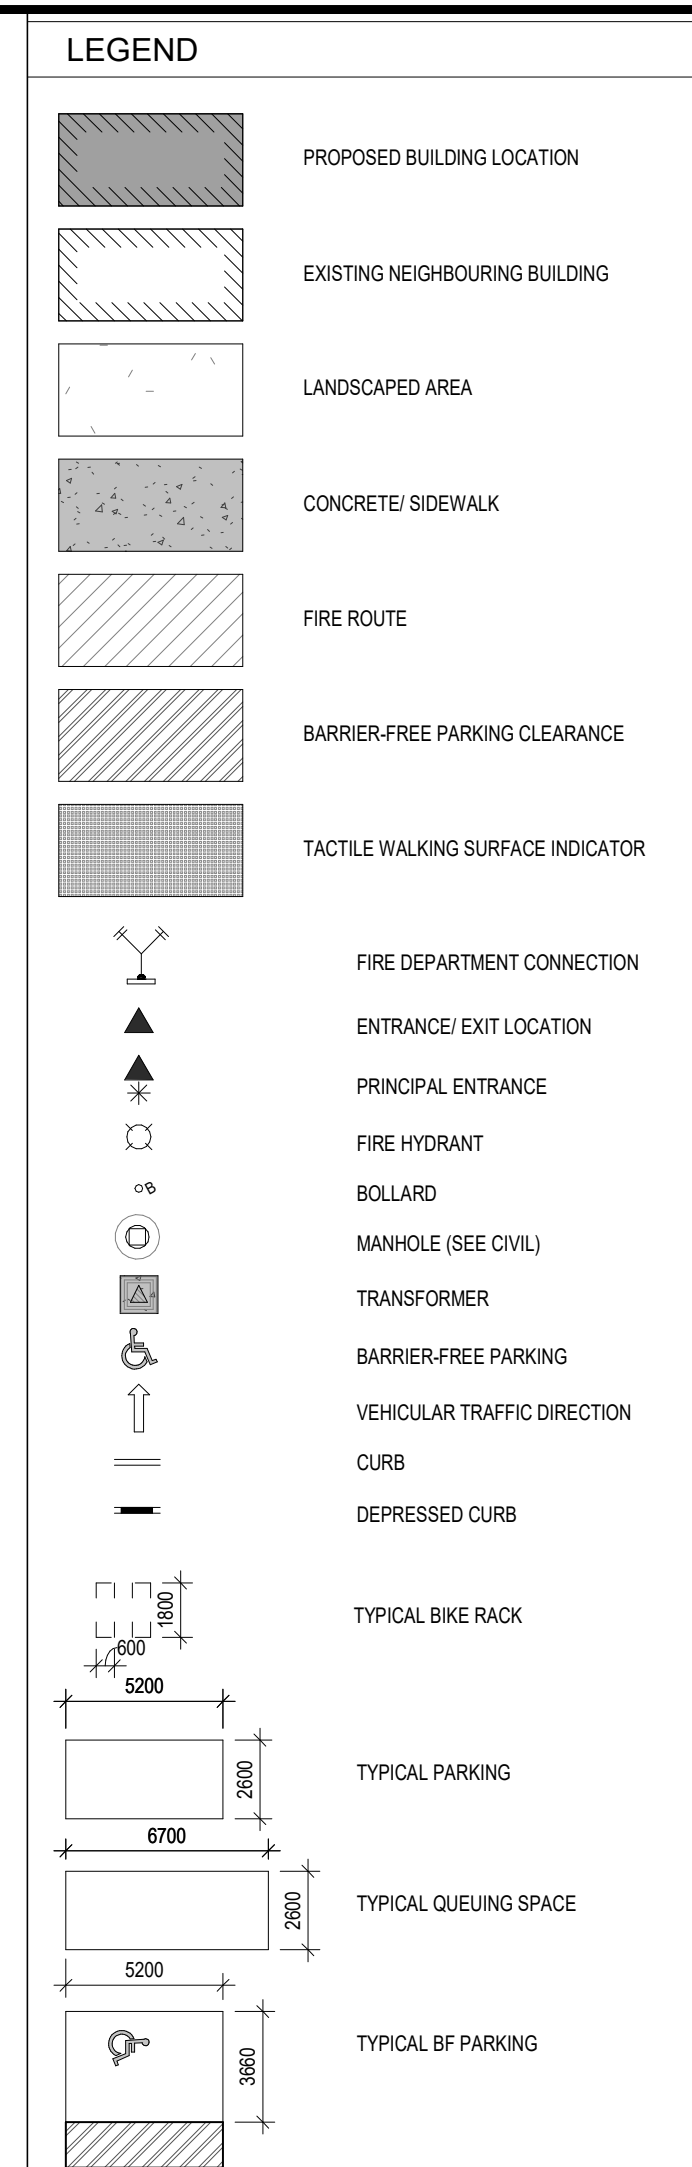 LEGEND
PROPOSED BUILDING LOCATION
EXISTING NEIGHBOURING BUILDING
LANDSCAPED AREA
CONCRETE/ SIDEWALK
FIRE ROUTE
BARRIER-FREE PARKING CLEARANCE
TACTILE WALKING SURFACE INDICATOR
FIRE DEPARTMENT CONNECTION
ENTRANCE/ EXIT LOCATION
PRINCIPAL ENTRANCE
FIRE HYDRANT
B
BOLLARD
MANHOLE (SEE CIVIL)
TRANSFORMER
BARRIER-FREE PARKING
VEHICULAR TRAFFIC DIRECTION
CURB
DEPRESSED CURB
1800
TYPICAL BIKE RACK
600
5200
2600
TYPICAL PARKING
6700
2600
TYPICAL QUEUING SPACE
5200
3660
TYPICAL BF PARKING